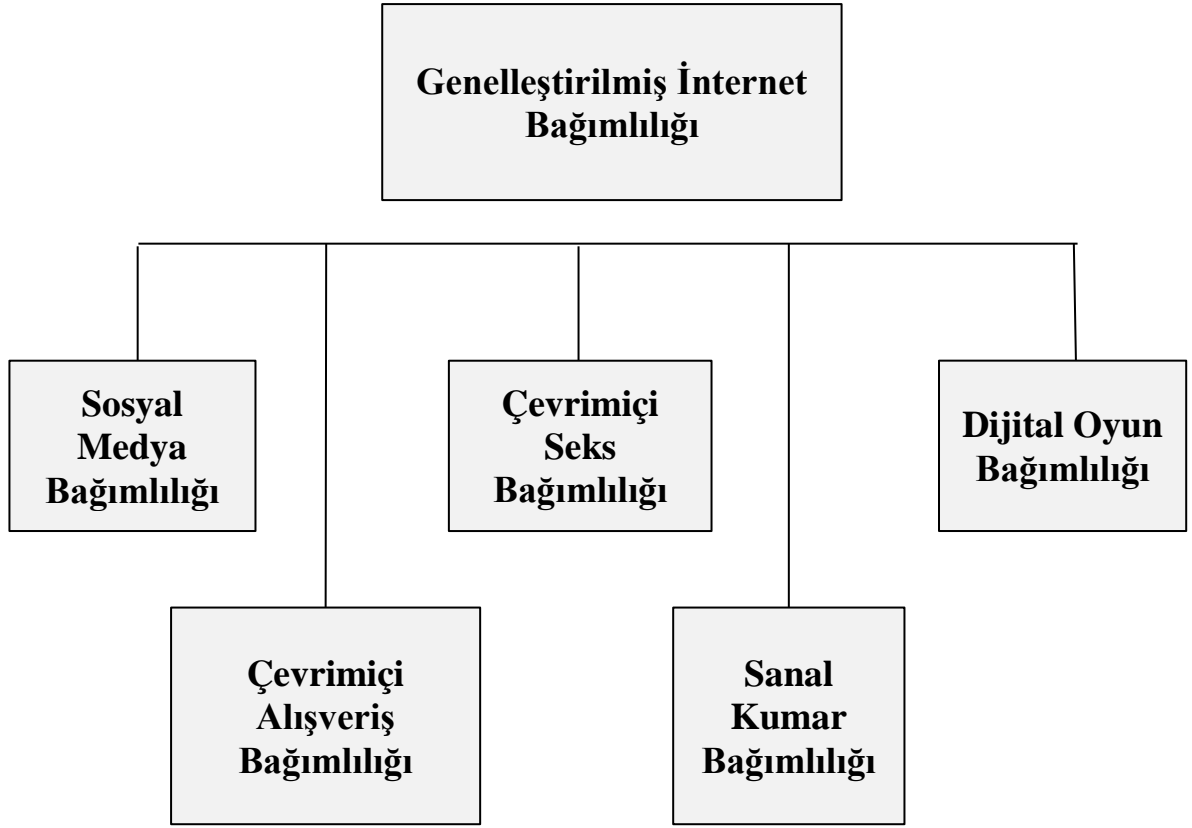 Genelleştirilmiş İnternet
Bağımlılığı
Sosyal
Medya
Bağımlılığı
Çevrimiçi
Seks
Bağımlılığı
Dijital Oyun
Bağımlılığı
Çevrimiçi
Alışveriş
Bağımlılığı
Sanal
Kumar
Bağımlılığı